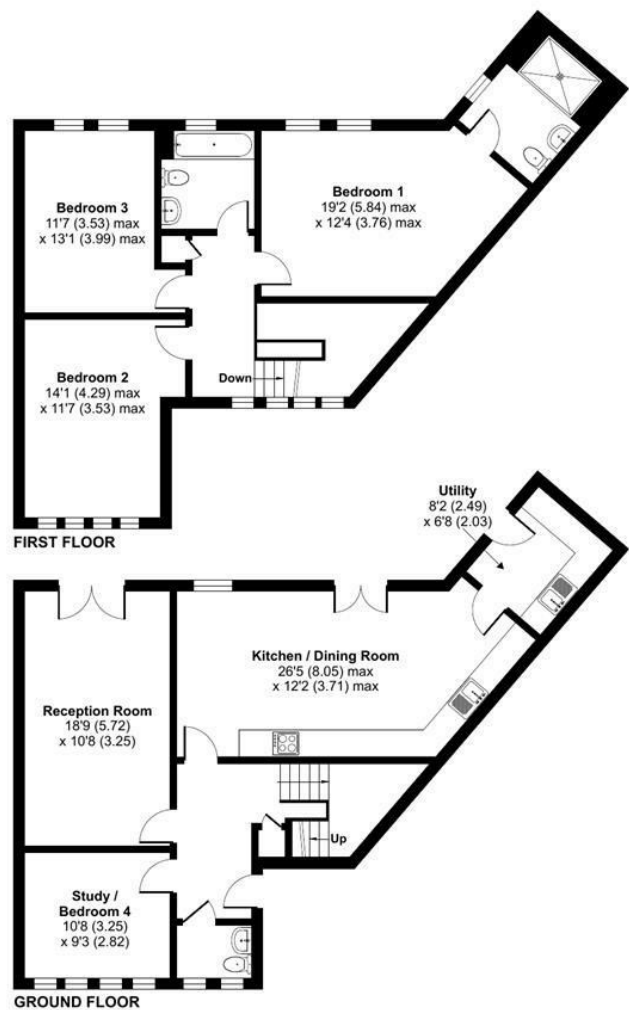 Bedroom 3
11'7 (3.53) max
x 13'1 (3.99) max
Bedroom 1
19'2 (5.84) max
x 12'4 (3.76) max
Bedroom 2
14'1 (4.29) max
x 11'7 (3.53) max
Down
FIRST FLOOR
Utility
8'2 (2.49)
x 6'8 (2.03)
Kitchen / Dining Room
26'5 (8.05) max
x 12'2 (3.71) max
Reception Room
18'9 (5.72)
x 10'8 (3.25)
Up
Study /
Bedroom 4
10'8 (3.25)
x 9'3 (2.82)
GROUND FLOOR